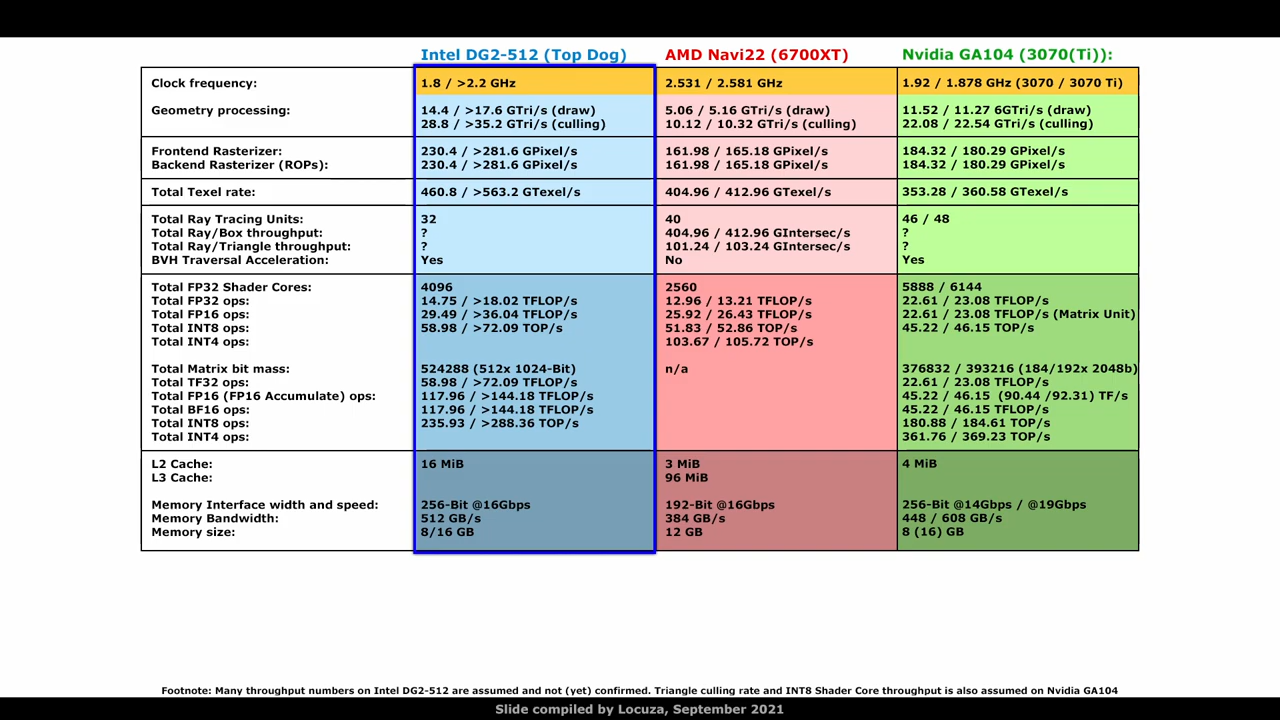 Intel DG2-512 (Top Dog) AMD Navi22 (6700XT) Nvidia GA104 (3070(Ti)):
Clock frequency: 1.8 / >2.2 GHz 2.531 / 2.581 GHz 1.92 / 1.878 GHz (3070 / 3070 Ti)
Geometry processing: 14.4 / >17.6 GTri/s (draw) 5.06 / 5.16 GTri/s (draw) 11.52 / 11.27 6GTri/s (draw)
28.8 / >35.2 GTri/s (culling) 10.12 / 10.32 GTri/s (culling) 22.08 / 22.54 GTri/s (culling)
Frontend Rasterizer: 230.4 / >281.6 GPixel/s 161.98 / 165.18 GPixel/s 184.32 / 180.29 GPixel/s
Backend Rasterizer (ROPs): 230.4 / >281.6 GPixel/s 161.98 / 165.18 GPixel/s 184.32 / 180.29 GPixel/s
Total Texel rate: 460.8 / >563.2 GTexel/s 404.96 / 412.96 GTexel/s 353.28 / 360.58 GTexel/s
Total Ray Tracing Units: 32 40 46 / 48
Total Ray/Box throughput: ? 404.96 / 412.96 GIntersec/s ?
Total Ray/Triangle throughput: ? 101.24 / 103.24 GIntersec/s ?
BVH Traversal Acceleration: Yes No Yes
Total FP32 Shader Cores: 4096 2560 5888 / 6144
Total FP32 ops: 14.75 / >18.02 TFLOP/s 12.96 / 13.21 TFLOP/s 22.61 / 23.08 TFLOP/s
Total FP16 ops: 29.49 / >36.04 TFLOP/s 25.92 / 26.43 TFLOP/s 22.61 / 23.08 TFLOP/s (Matrix Unit)
Total INT8 ops: 58.98 / >72.09 TOP/s 51.83 / 52.86 TOP/s 45.22 / 46.15 TOP/s
Total INT4 ops: 103.67 / 105.72 TOP/s
Total Matrix bit mass: 524288 (512x 1024-Bit) n/a 376832 / 393216 (184/192x 2048b)
Total TF32 ops: 58.98 / >72.09 TFLOP/s 22.61 / 23.08 TFLOP/s
Total FP16 (FP16 Accumulate) ops: 117.96 / >144.18 TFLOP/s 45.22 / 46.15 (90.44 /92.31) TF/s
Total BF16 ops: 117.96 / >144.18 TFLOP/s 45.22 / 46.15 TFLOP/s
Total INT8 ops: 235.93 / >288.36 TOP/s 180.88 / 184.61 TOP/s
Total INT4 ops: 361.76 / 369.23 TOP/s
L2 Cache: 16 MiB 3 MiB 4 MiB
L3 Cache: 96 MiB
Memory Interface width and speed: 256-Bit @16Gbps 192-Bit @16Gbps 256-Bit @14Gbps / @19Gbps
Memory Bandwidth: 512 GB/s 384 GB/s 448 / 608 GB/s
Memory size: 8/16 GB 12 GB 8 (16) GB
Footnote: Many throughput numbers on Intel DG2-512 are assumed and not (yet) confirmed. Triangle culling rate and INT8 Shader Core throughput is also assumed on Nvidia GA104
Slide compiled by Locuza, September 2021